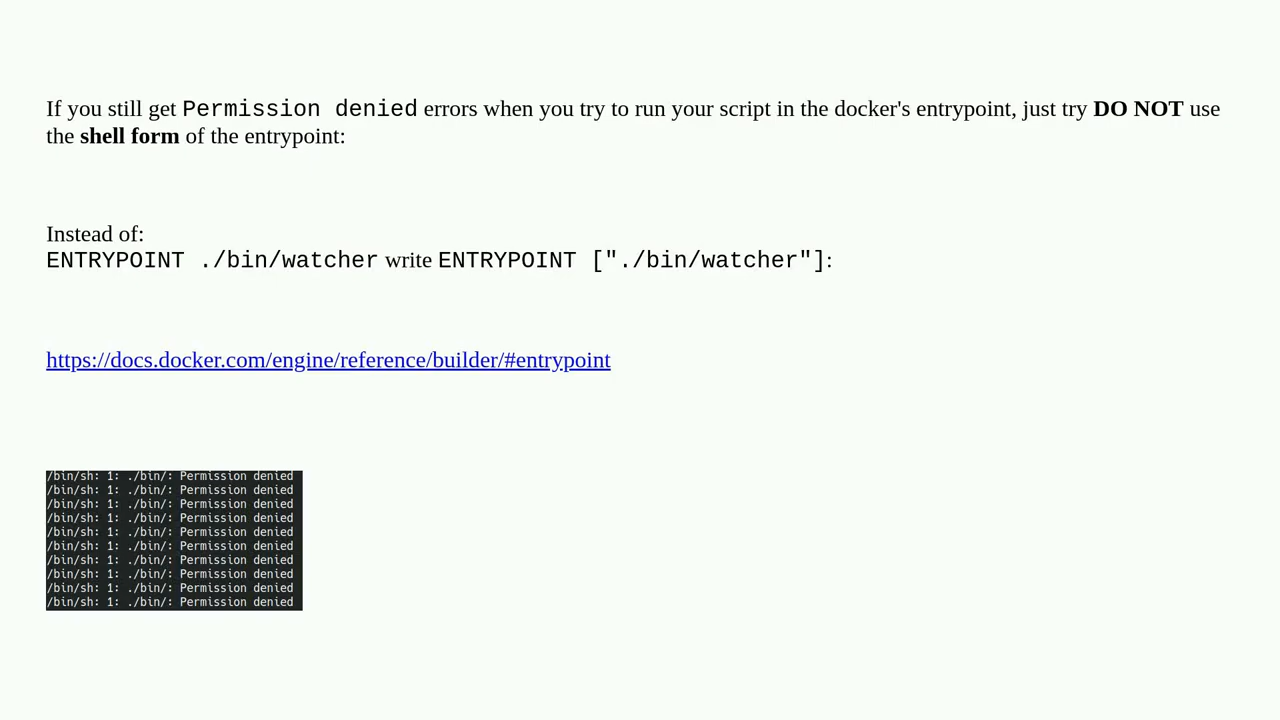 If you still get Permission denied errors when you try to run your script in the docker's entrypoint, just try DO NOT use
the shell form of the entrypoint:
Instead of:
ENTRYPOINT ./bin/watcher write ENTRYPOINT ["./bin/watcher"]:
https://docs.docker.com/engine/reference/builder/#entrypoint
/bin/sh: 1: ./bin/: Permission denied
/bin/sh: 1: ./bin/: Permission denied
/bin/sh: 1: ./bin/: Permission denied
/bin/sh: 1: ./bin/: Permission denied
/bin/sh: 1: ./bin/: Permission denied
/bin/sh: 1: ./bin/: Permission denied
/bin/sh: 1: ./bin/: Permission denied
/bin/sh: 1: ./bin/: Permission denied
/bin/sh: 1: ./bin/: Permission denied
/bin/sh: 1: ./bin/: Permission denied